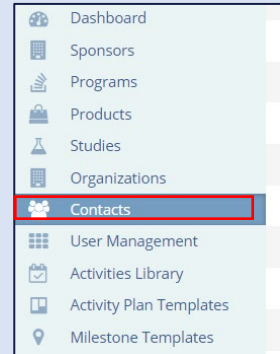 Dashboard
Sponsors
Programs
Products
Studies
Organizations
Contacts
User Management
Activities Library
Activity Plan Templates
Milestone Templates